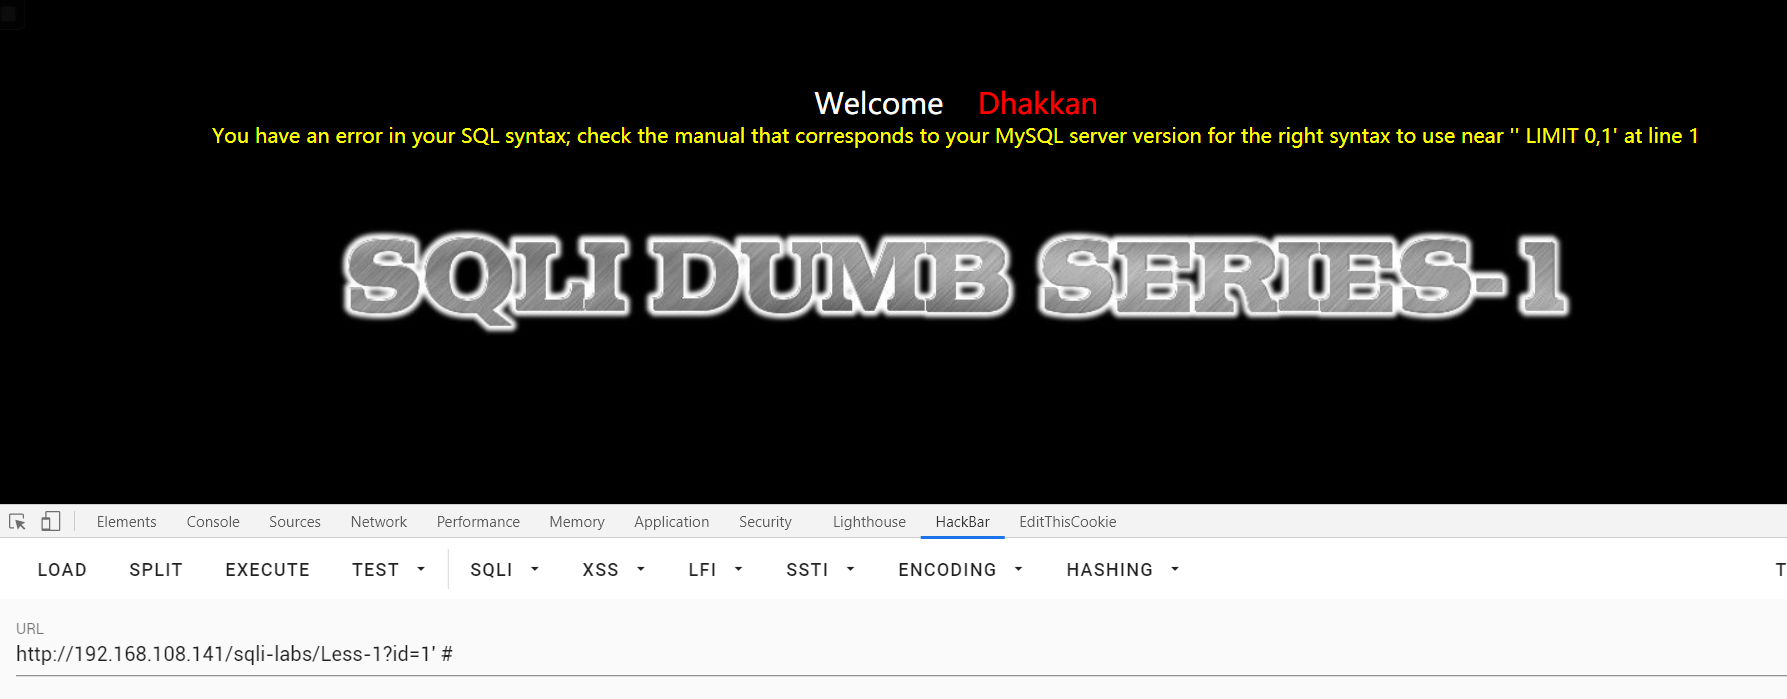 Welcome Dhakkan
You have an error in your SQL syntax; check the manual that corresponds to your MySQL server version for the right syntax to use near '' LIMIT 0,1' at line 1
SQLI DUMB SERIES-1
Elements Console Sources Network Performance Memory Application Security Lighthouse HackBar EditThisCookie
LOAD SPLIT EXECUTE TEST SQLI XSS LFI SSTI ENCODING HASHING T
URL
http://192.168.108.141/sqli-labs/Less-1?id=1' #